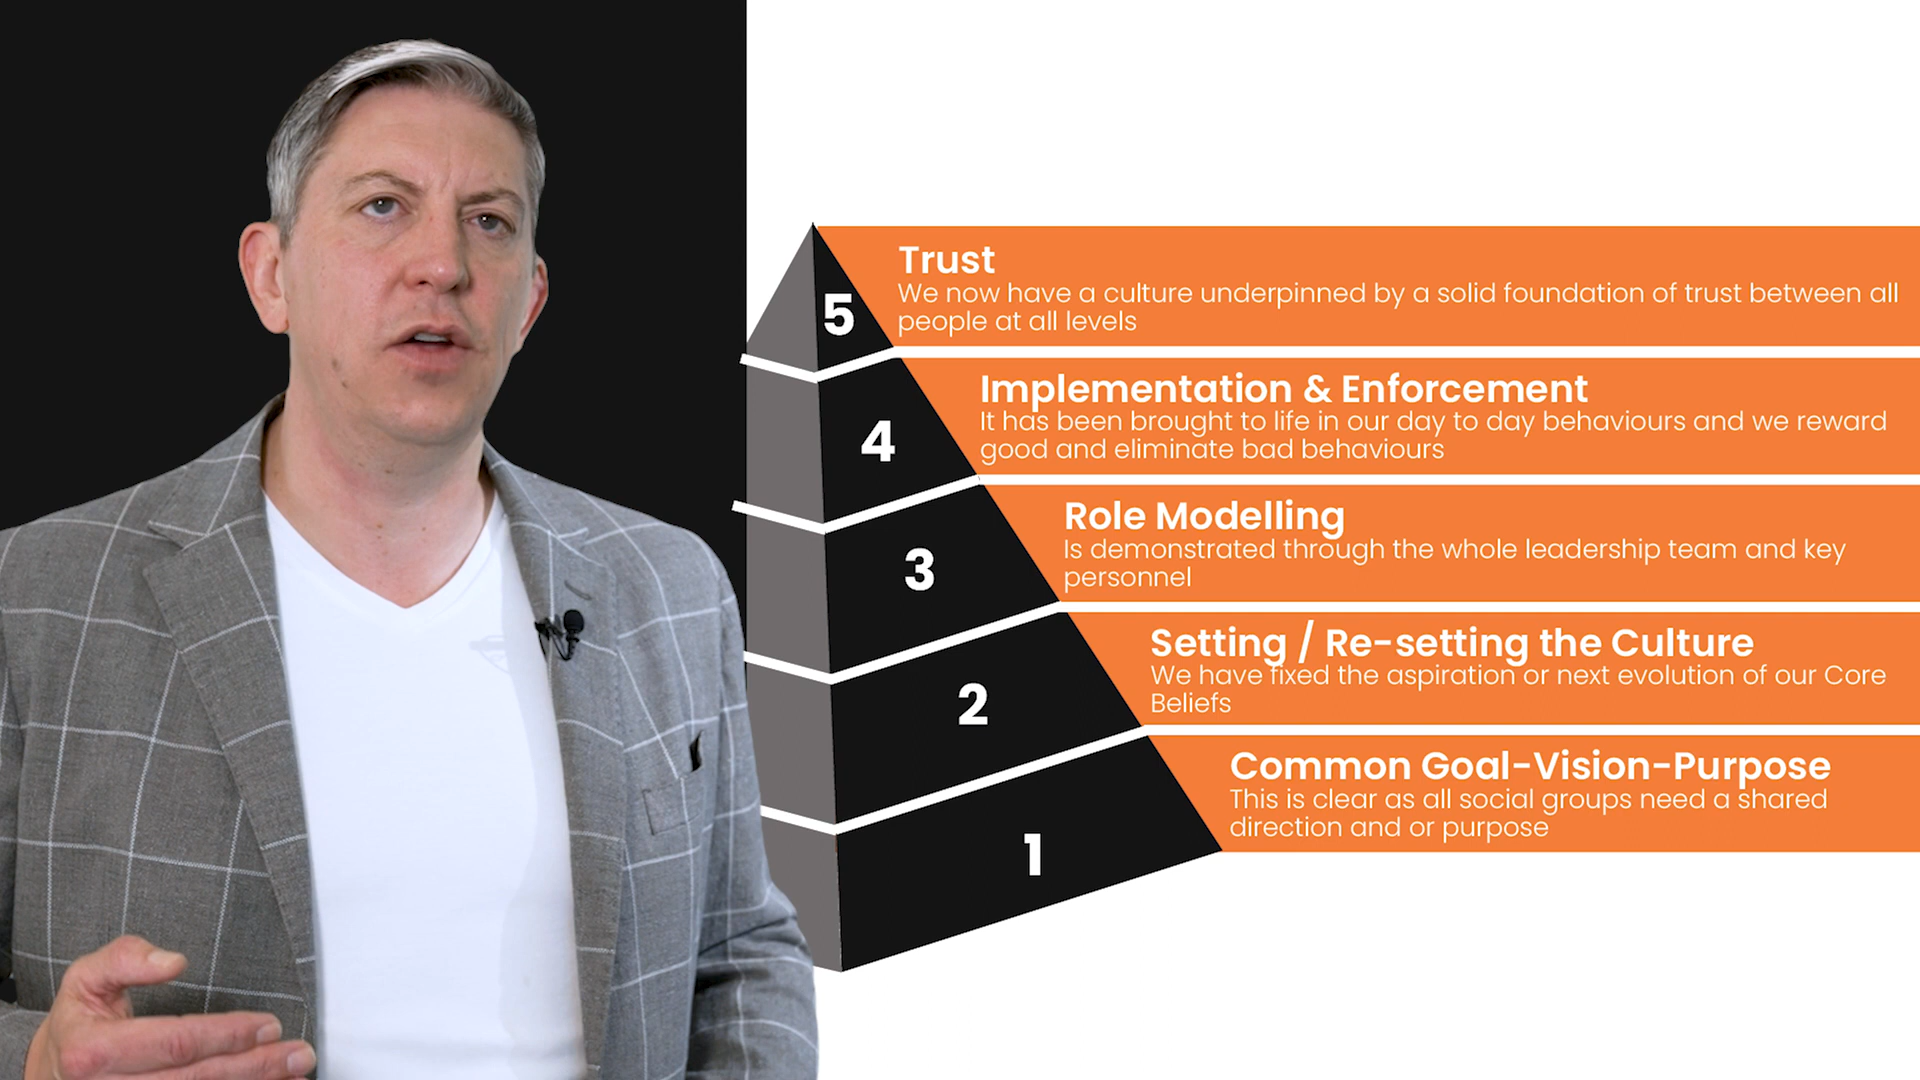 5
Trust
We now have a culture underpinned by a solid foundation of trust between all
people at all levels
4
Implementation & Enforcement
It has been brought to life in our day to day behaviours and we reward
good and eliminate bad behaviours
3
Role Modelling
Is demonstrated through the whole leadership team and key
personnel
2
Setting / Re-setting the Culture
We have fixed the aspiration or next evolution of our Core
Beliefs
1
Common Goal-Vision-Purpose
This is clear as all social groups need a shared
direction and or purpose